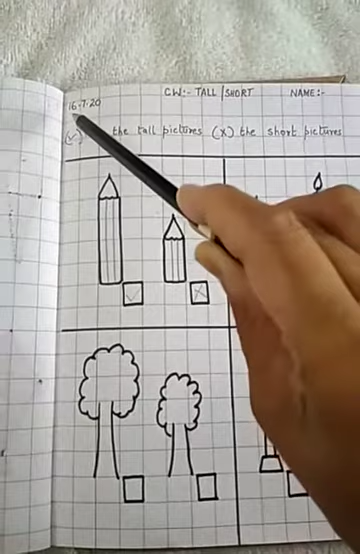 16-7-20 CW:- TALL | SHORT NAME:-
(✓) the tall pictures (x) the short pictures